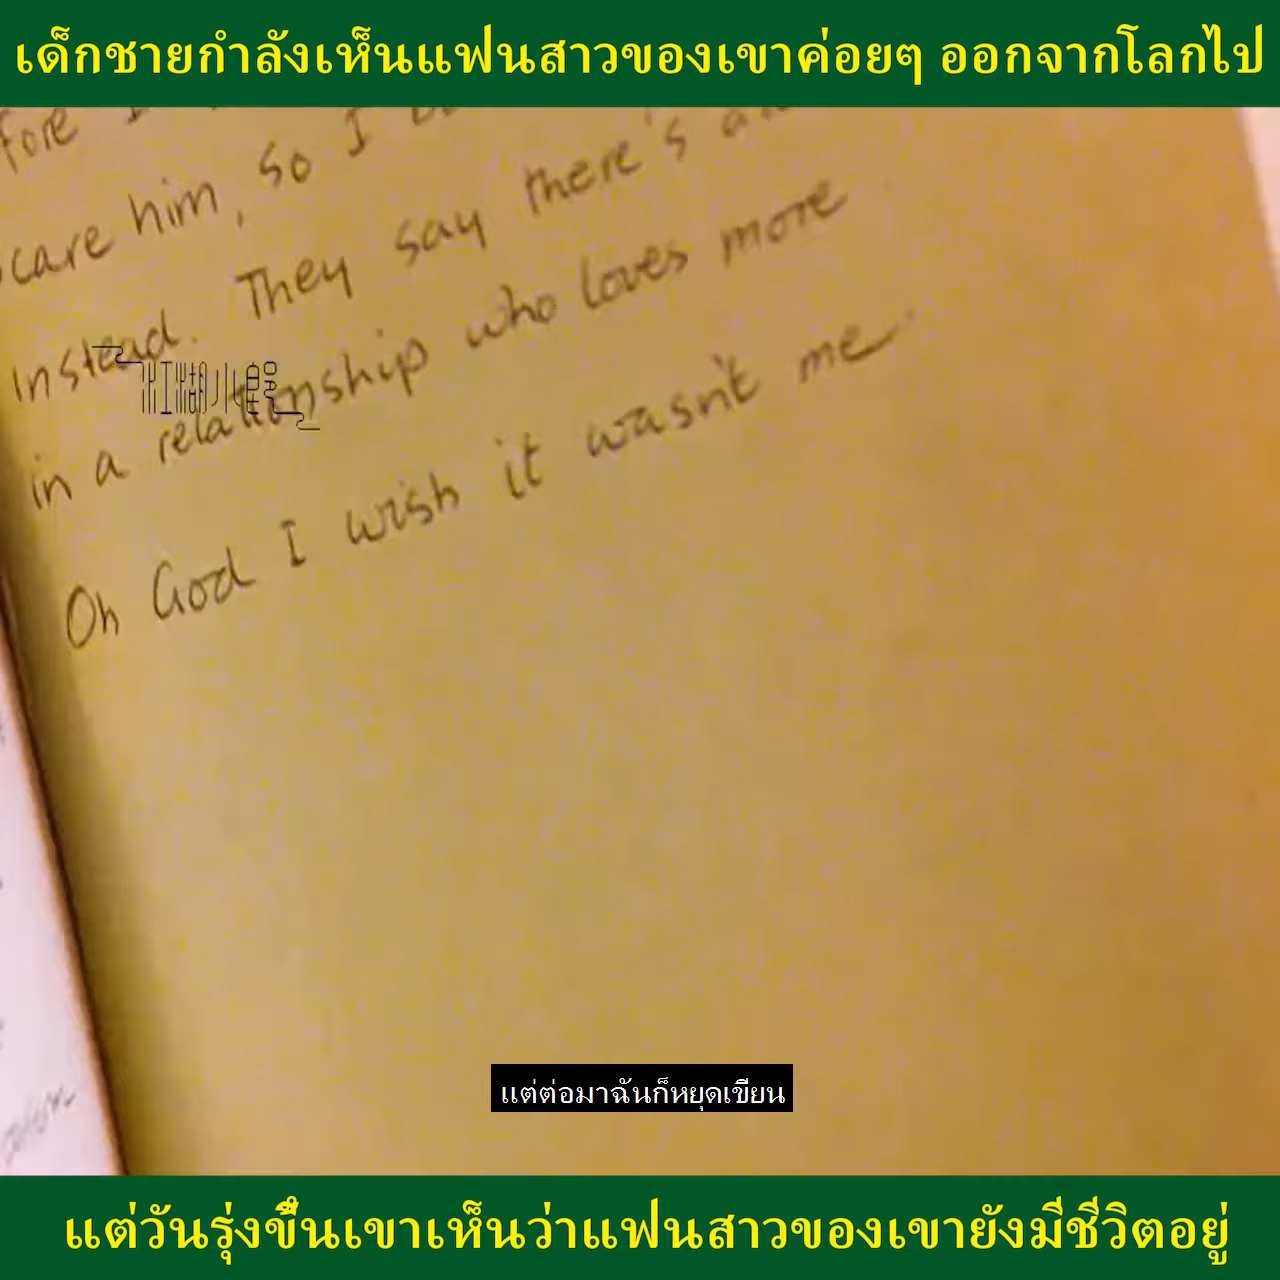 เด็กชายกำลังเห็นแฟนสาวของเขาค่อยๆ ออกจากโลกไป
fore I
care him, so I
instead. They say there's
in a relationship who loves more
Oh God I wish it wasn't me.
江湖小野
แต่ต่อมาฉันก็หยุดเขียน
แต่วันรุ่งขึ้นเขาเห็นว่าแฟนสาวของเขายังมีชีวิตอยู่